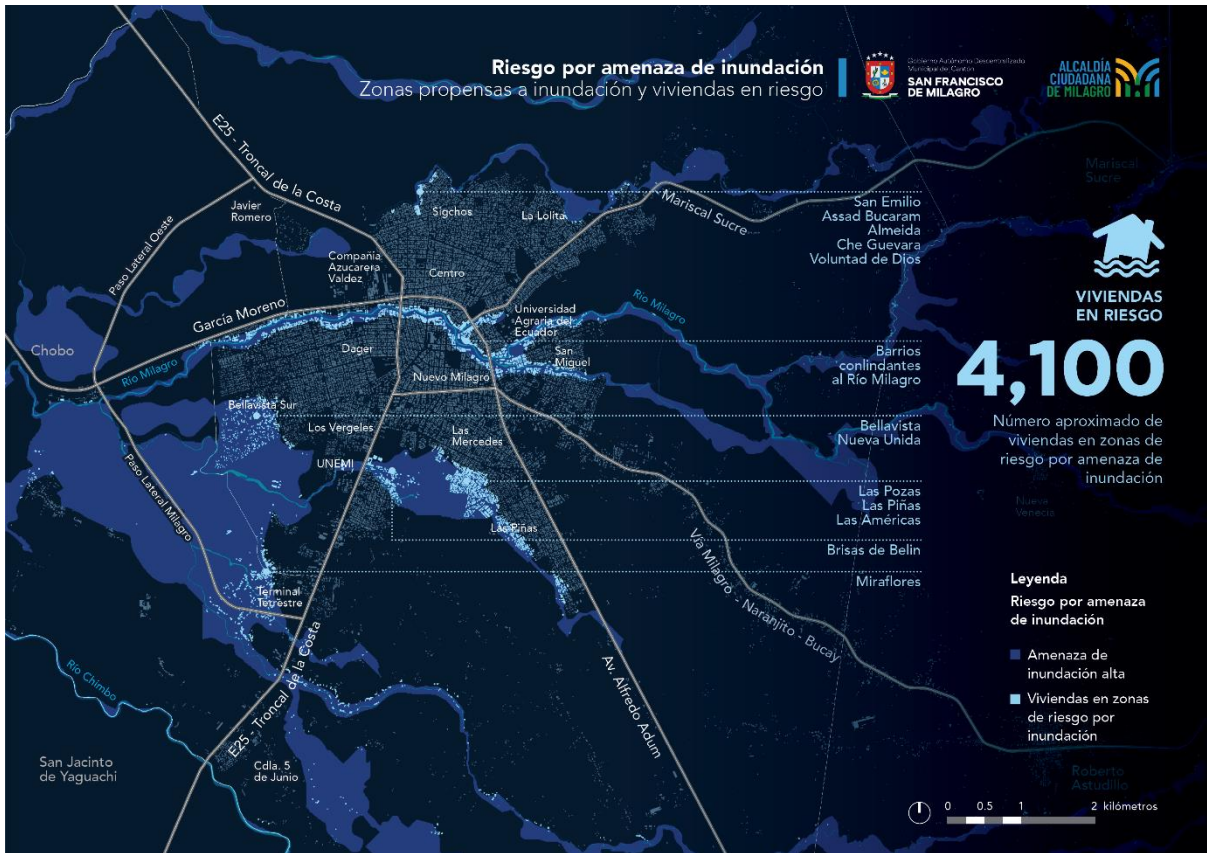 Riesgo por amenaza de inundación
Zonas propensas a inundación y viviendas en riesgo
Gobierno Autónomo Descentralizado
Municipal del Cantón
SAN FRANCISCO
DE MILAGRO
ALCALDÍA
CIUDADANA
DE MILAGRO
E25 - Troncal de la Costa
Mariscal
Sucre
Javier
Romero
Sigchos
La Lolita
Mariscal Sucre
San Emilio
Assad Bucaram
Almeida
Che Guevara
Voluntad de Dios
Paso Lateral Oeste
Compañia
Azucarera
Valdez
Centro
García Moreno
Universidad
Agraria del
Ecuador
Río Milagro
VIVIENDAS
EN RIESGO
4,100
Número aproximado de
viviendas en zonas de
riesgo por amenaza de
inundación
Chobo
Río Milagro
Dager
San
Miguel
Nuevo Milagro
Barrios
conlindantes
al Río Milagro
Bellavista Sur
Los Vergeles
Las
Mercedes
Bellavista
Nueva Unida
UNEMI
Paso Lateral Milagro
Las Pozas
Las Piñas
Las Américas
Nueva
Venecia
Las Piñas
Brisas de Belin
Miraflores
Terminal
Terrestre
Vía Milagro - Naranjito - Bucay
Leyenda
Riesgo por amenaza
de inundación
Amenaza de
inundación alta
Viviendas en zonas
de riesgo por
inundación
Río Chimbo
E25 - Troncal de la Costa
Av. Alfredo Adum
San Jacinto
de Yaguachi
Cdla. 5
de Junio
Roberto
Astudillo
0 0.5 1 2 kilómetros